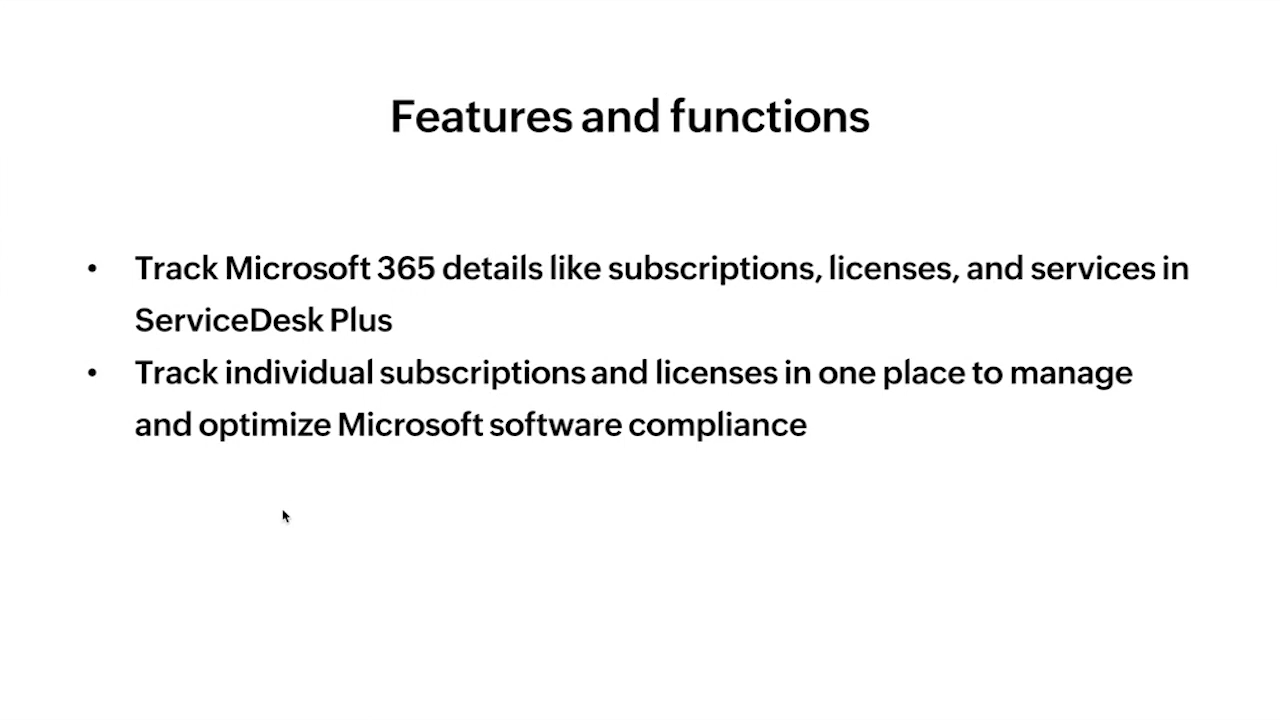 Features and functions
• Track Microsoft 365 details like subscriptions, licenses, and services in
ServiceDesk Plus
• Track individual subscriptions and licenses in one place to manage
and optimize Microsoft software compliance